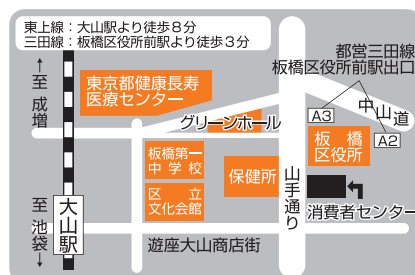 東上線：大山駅より徒歩８分
三田線：板橋区役所前駅より徒歩３分
都営三田線
板橋区役所前駅出口
↑至 成増
東京都健康長寿
医療センター
グリーンホール
A3
中山道
A2
板橋
区役所
板橋第一
中学校
保健所
山手通り
区立
文化会館
消費者センター
至 池袋↓
大山駅
遊座大山商店街